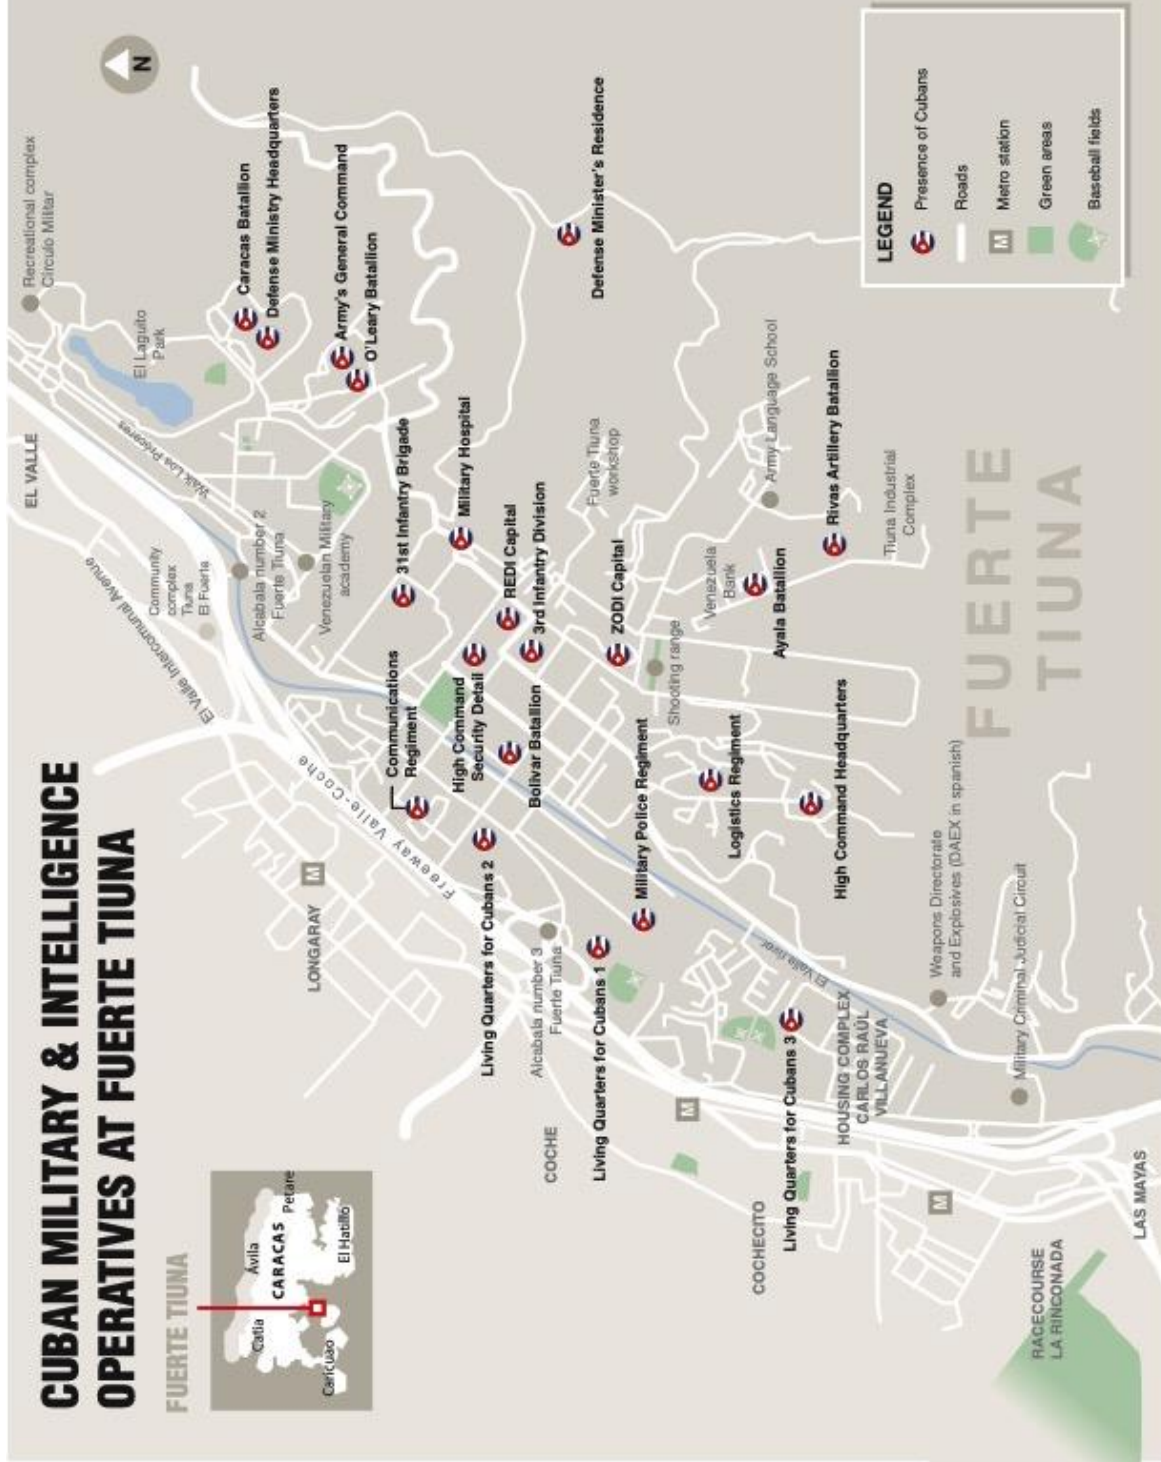 CUBAN MILITARY & INTELLIGENCE
OPERATIVES AT FUERTE TIUNA
FUERTE TIUNA
Ávila
Catia
CARACAS
Petare
El Hatillo
Caricuao
N
EL VALLE
Recreational complex
Círculo Militar
El Laguito
Park
Walk Los Próceres
El Valle Intercomunal Avenue
Community
complex
Tiuna
El Fuerte
Alcabala number 2
Fuerte Tiuna
Venezuelan Military
academy
Caracas Batallion
Defense Ministry Headquarters
Army's General Command
O'Leary Batallion
31st Infantry Brigade
Military Hospital
REDI Capital
3rd Infantry Division
Fuerte Tiuna
workshop
ZODI Capital
Defense Minister's Residence
Communications
Regiment
High Command
Security Detail
Bolivar Batallion
Freeway Valle-Coche
LONGARAY
M
Living Quarters for Cubans 2
Alcabala number 3
Fuerte Tiuna
Living Quarters for Cubans 1
Military Police Regiment
Shooting range
Logistics Regiment
Venezuela
Bank
Army Language School
Ayala Batallion
Rivas Artillery Batallion
Tiuna Industrial
Complex
High Command Headquarters
COCHE
M
El Valle river
Living Quarters for Cubans 3
HOUSING COMPLEX
CARLOS RAÚL
VILLANUEVA
COCHECITO
Weapons Directorate
and Explosives (DAEX in spanish)
Military Criminal Judicial Circuit
M
RACECOURSE
LA RINCONADA
LAS MAYAS
FUERTE
TIUNA
LEGEND
Presence of Cubans
Roads
M
Metro station
Green areas
Baseball fields